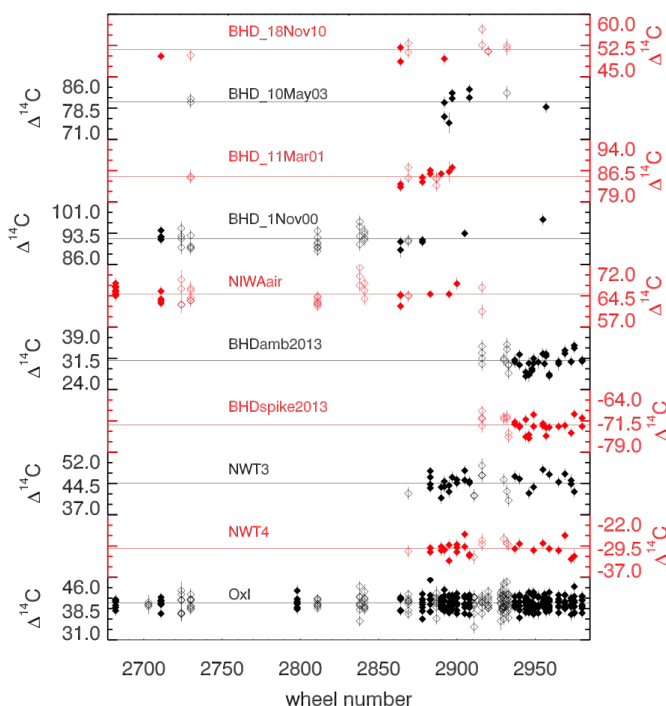 BHD_18Nov10
60.0
52.5
45.0
Δ14C
86.0
78.5
71.0
Δ14C
BHD_10May03
BHD_11Mar01
94.0
86.5
79.0
Δ14C
101.0
93.5
86.0
Δ14C
BHD_1Nov00
NIWAair
72.0
64.5
57.0
Δ14C
39.0
31.5
24.0
Δ14C
BHDamb2013
BHDspike2013
-64.0
-71.5
-79.0
Δ14C
52.0
44.5
37.0
Δ14C
NWT3
NWT4
-22.0
-29.5
-37.0
Δ14C
46.0
38.5
31.0
Δ14C
OxI
2700 2750 2800 2850 2900 2950
wheel number